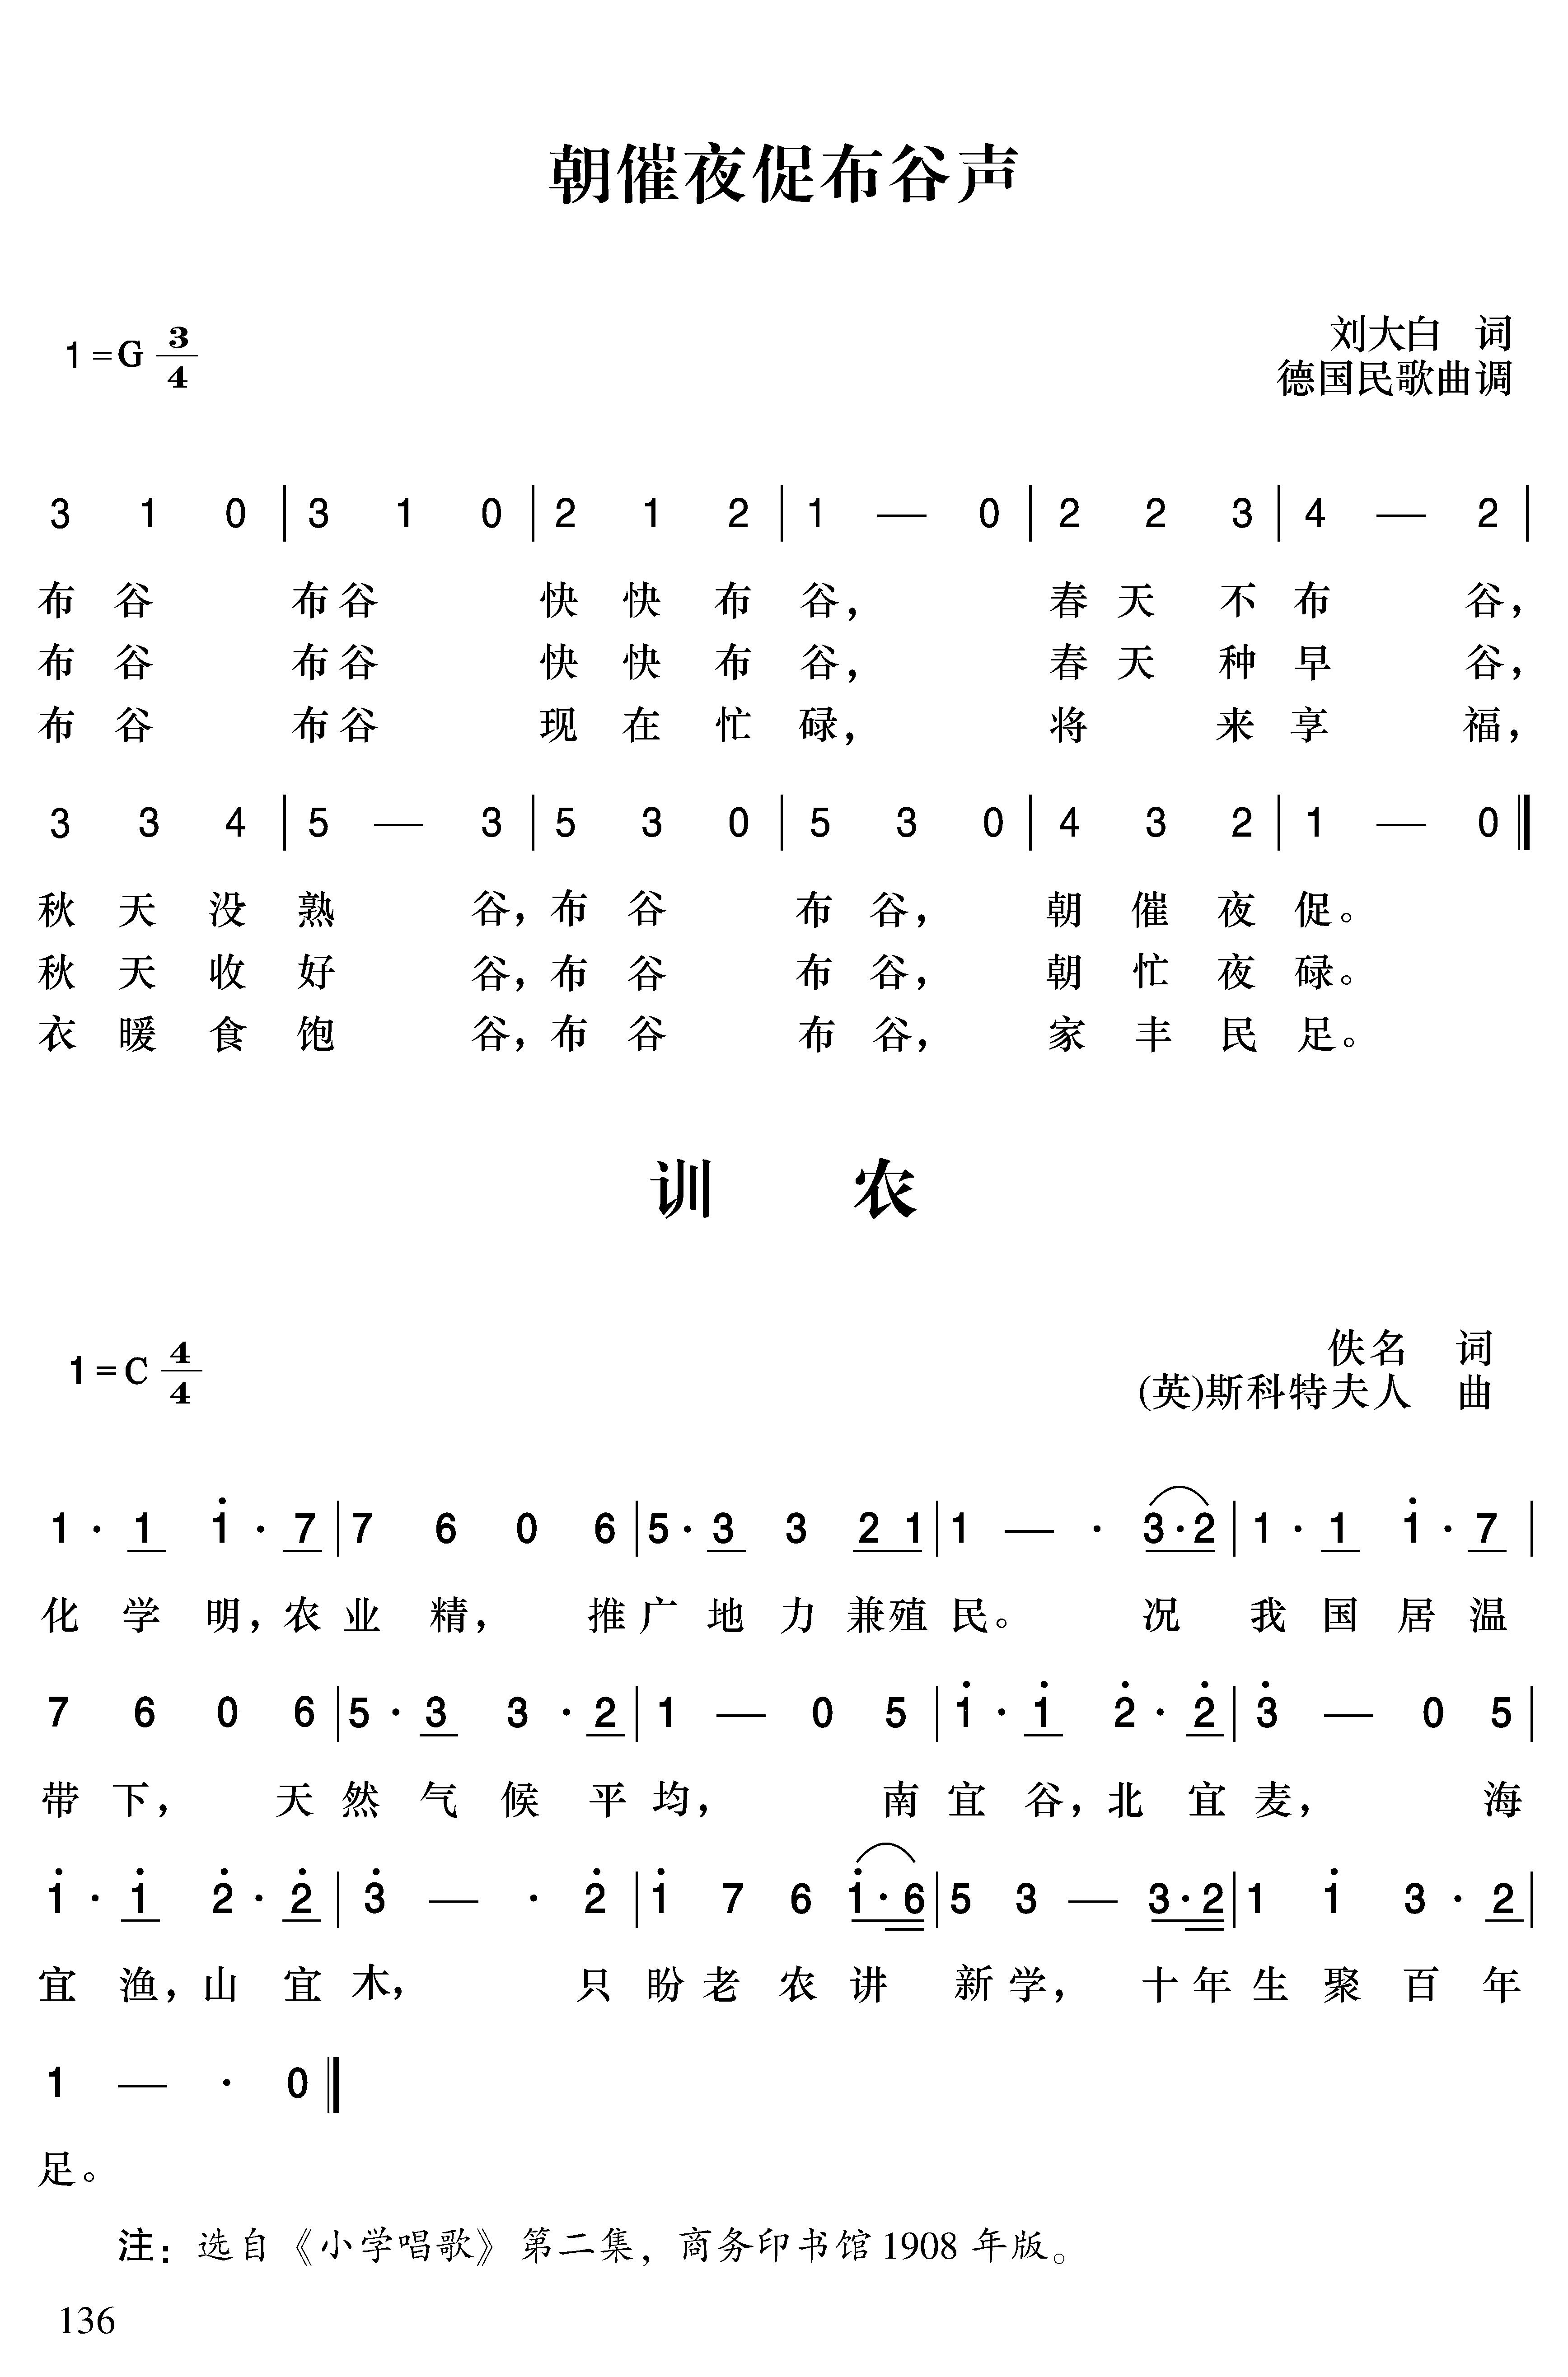 朝催夜促布谷声
刘大白 词
1=G 3/4
德国民歌曲调
3 1 0 | 3 1 0 | 2 1 2 | 1 — 0 | 2 2 3 | 4 — 2 |
布谷 布谷 快快布谷， 春天不布 谷，
布谷 布谷 快快布谷， 春天种早 谷，
布谷 布谷 现在忙碌， 将 来享 福，
3 3 4 | 5 — 3 | 5 3 0 | 5 3 0 | 4 3 2 | 1 — 0 ‖
秋天没熟 谷，布谷 布谷， 朝催夜促。
秋天收好 谷，布谷 布谷， 朝忙夜碌。
衣暖食饱 谷，布谷 布谷， 家丰民足。
训 农
佚名 词
1=C 4/4
(英)斯科特夫人 曲
1· 1 1̇· 7 | 7 6 0 6 | 5· 3 3 2 1 | 1 — · 3·2 | 1· 1 1̇· 7 |
化学明，农业精， 推广地力兼殖民。 况 我国居温
7 6 0 6 | 5· 3 3· 2 | 1 — 0 5 | 1̇· 1̇ 2̇· 2̇ | 3̇ — 0 5 |
带下， 天然气候平均， 南宜谷，北宜麦， 海
1̇· 1̇ 2̇· 2̇ | 3̇ — · 2̇ | 1̇ 7 6 1̇·6 | 5 3 — 3·2 | 1 1̇ 3· 2 |
宜渔，山宜木， 只盼老农讲 新学， 十年生聚百年
1 — · 0 ‖
足。
注：选自《小学唱歌》第二集，商务印书馆1908年版。
136